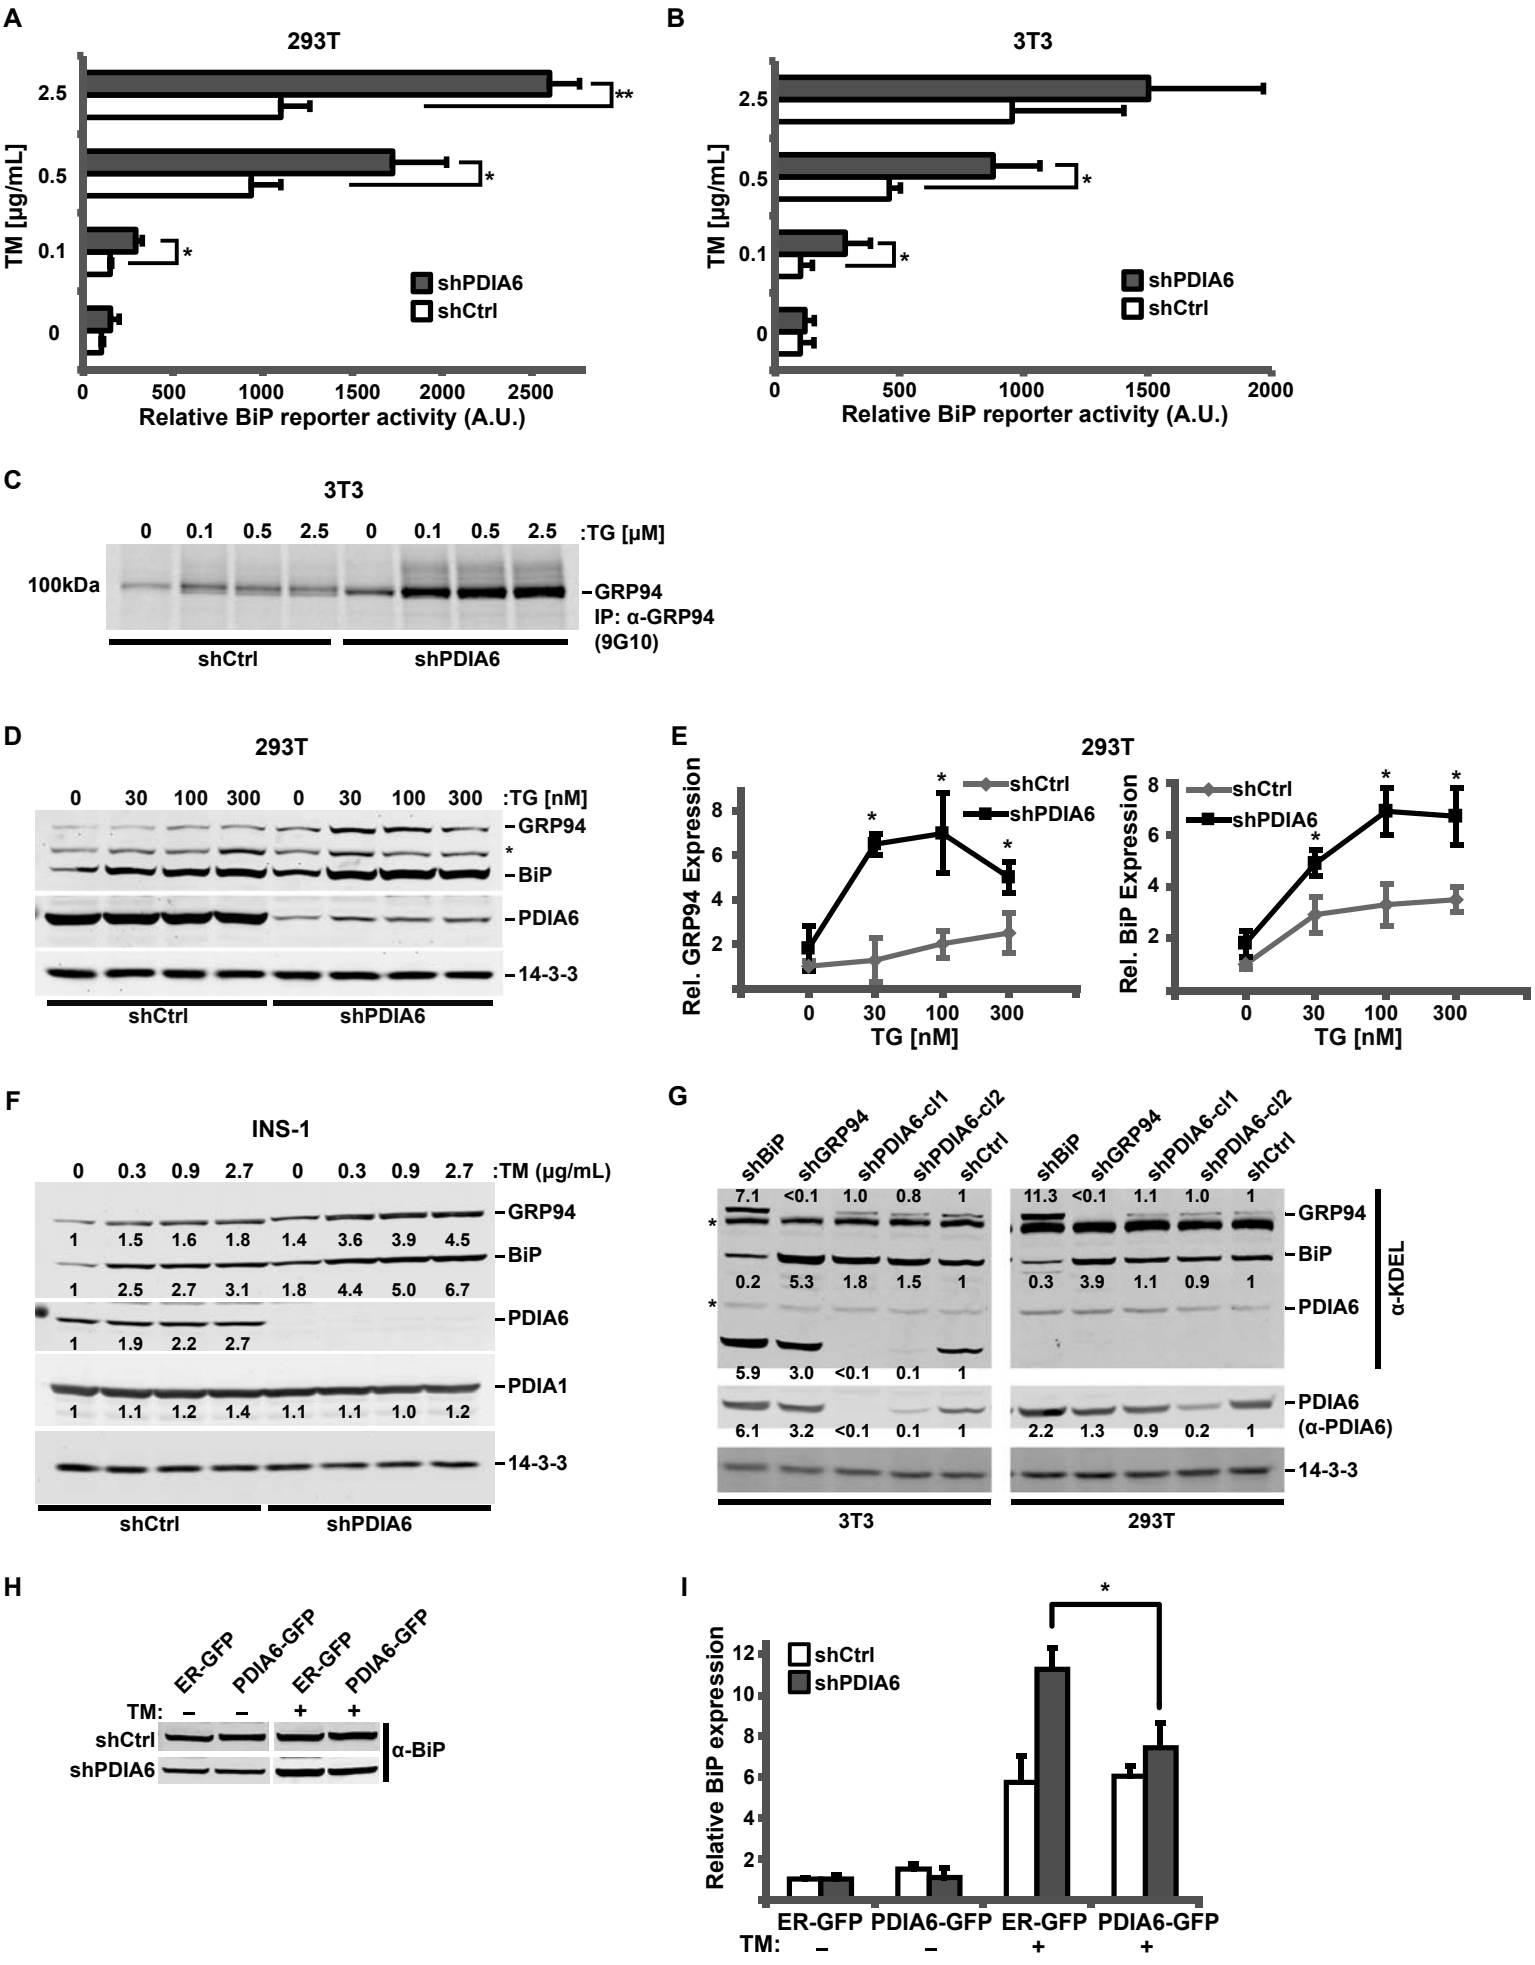 A
293T
TM [µg/mL]
2.5
**
0.5
*
0.1
*
0
shPDIA6
shCtrl
0 500 1000 1500 2000 2500
Relative BiP reporter activity (A.U.)
B
3T3
TM [µg/mL]
2.5
0.5
*
0.1
*
0
shPDIA6
shCtrl
0 500 1000 1500 2000
Relative BiP reporter activity (A.U.)
C
3T3
0 0.1 0.5 2.5 0 0.1 0.5 2.5 :TG [µM]
100kDa
GRP94
IP: α-GRP94
(9G10)
shCtrl shPDIA6
D
293T
0 30 100 300 0 30 100 300 :TG [nM]
GRP94
*
BiP
PDIA6
14-3-3
shCtrl shPDIA6
E
293T
Rel. GRP94 Expression
8
6
4
2
* * *
shCtrl
shPDIA6
0 30 100 300
TG [nM]
Rel. BiP Expression
8
6
4
2
* * *
shCtrl
shPDIA6
0 30 100 300
TG [nM]
F
INS-1
0 0.3 0.9 2.7 0 0.3 0.9 2.7 :TM (µg/mL)
GRP94
1 1.5 1.6 1.8 1.4 3.6 3.9 4.5
BiP
1 2.5 2.7 3.1 1.8 4.4 5.0 6.7
PDIA6
1 1.9 2.2 2.7
PDIA1
1 1.1 1.2 1.4 1.1 1.1 1.0 1.2
14-3-3
shCtrl shPDIA6
G
shBiP shGRP94 shPDIA6-cl1 shPDIA6-cl2 shCtrl shBiP shGRP94 shPDIA6-cl1 shPDIA6-cl2 shCtrl
7.1 <0.1 1.0 0.8 1 11.3 <0.1 1.1 1.0 1
GRP94
*
BiP
0.2 5.3 1.8 1.5 1 0.3 3.9 1.1 0.9 1
*
PDIA6
α-KDEL
5.9 3.0 <0.1 0.1 1
PDIA6
(α-PDIA6)
6.1 3.2 <0.1 0.1 1 2.2 1.3 0.9 0.2 1
14-3-3
3T3 293T
H
ER-GFP PDIA6-GFP ER-GFP PDIA6-GFP
TM: – – + +
shCtrl
shPDIA6
α-BiP
I
*
Relative BiP expression
12
10
8
6
4
2
shCtrl
shPDIA6
ER-GFP PDIA6-GFP ER-GFP PDIA6-GFP
TM: – – + +